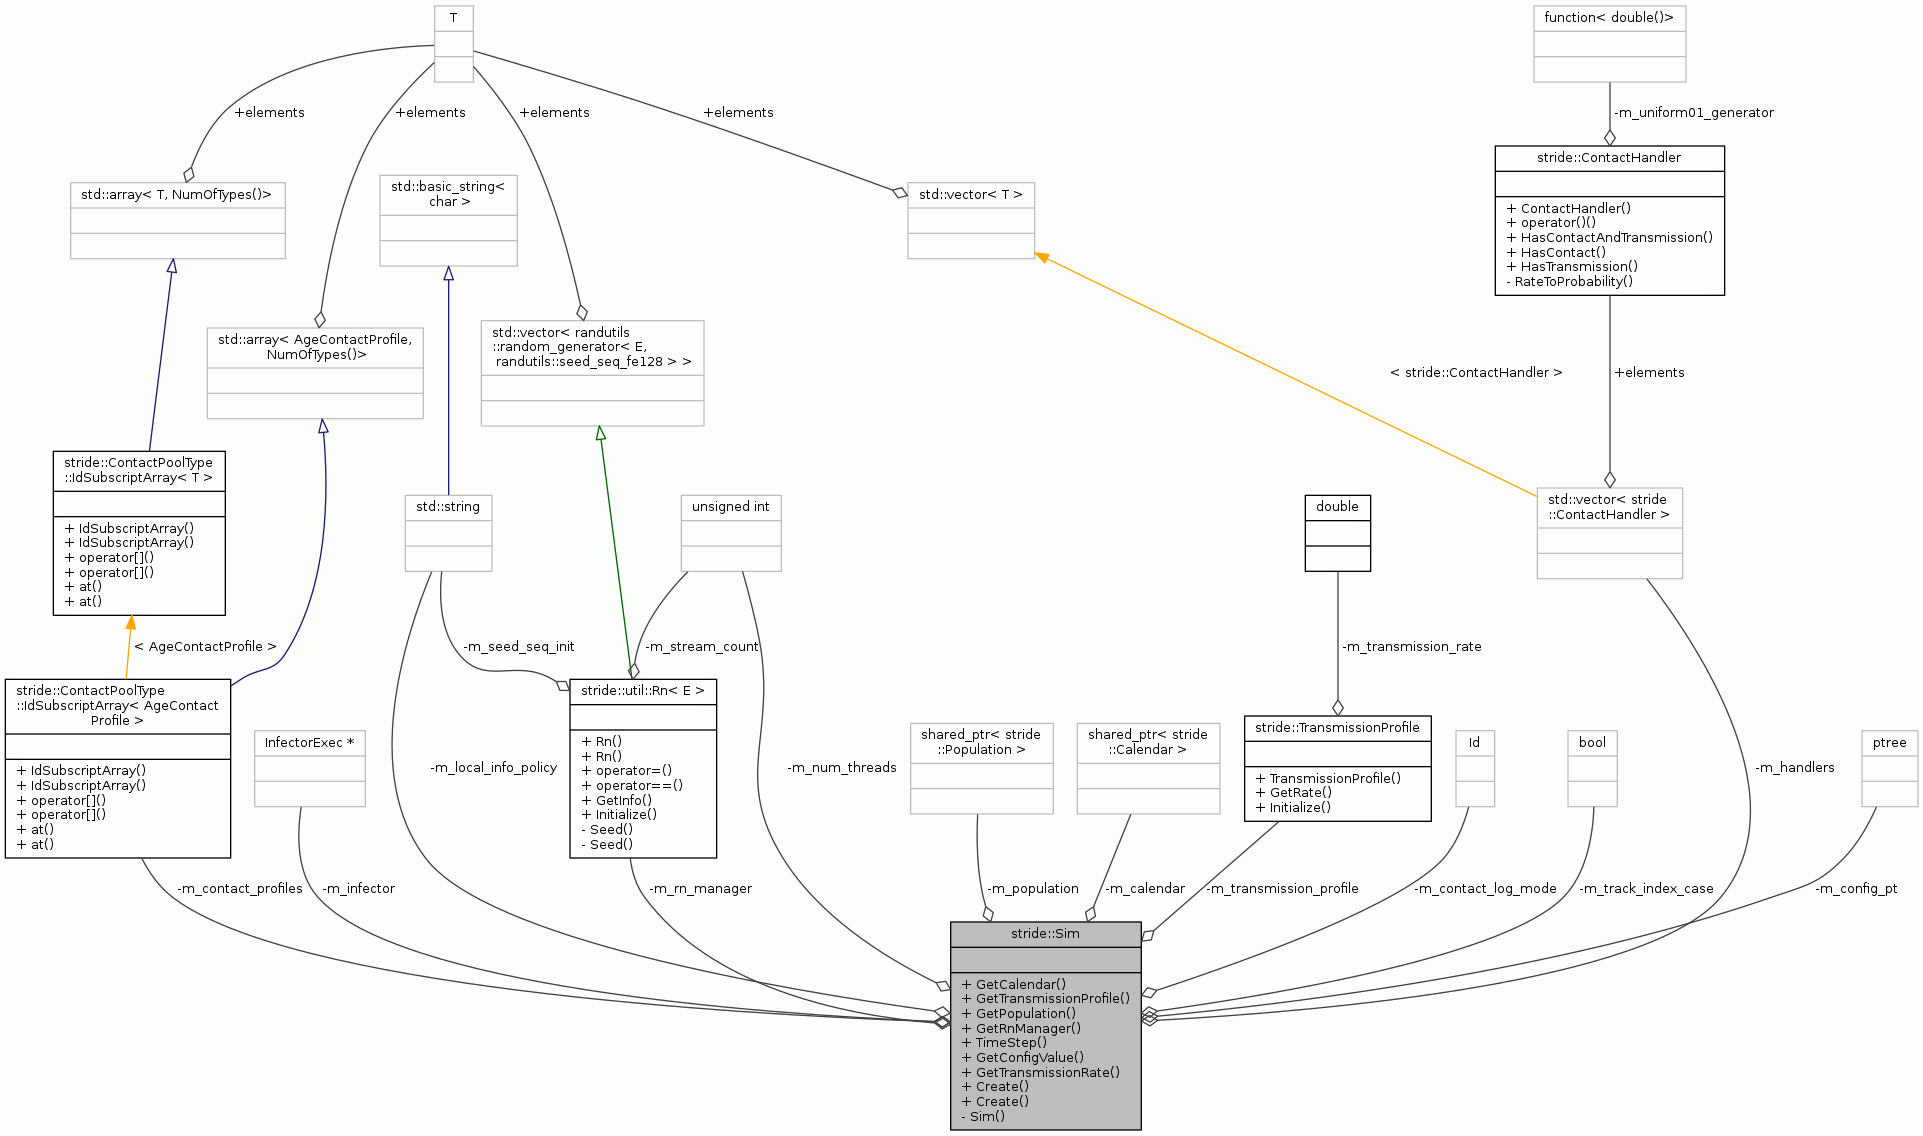 T
function< double()>
+elements
+elements
+elements
+elements
-m_uniform01_generator
stride::ContactHandler
+ ContactHandler()
+ operator()()
+ HasContactAndTransmission()
+ HasContact()
+ HasTransmission()
- RateToProbability()
std::array< T, NumOfTypes()>
std::basic_string<
char >
std::vector< T >
std::array< AgeContactProfile,
NumOfTypes()>
std::vector< randutils
::random_generator< E,
randutils::seed_seq_fe128 > >
< stride::ContactHandler >
+elements
stride::ContactPoolType
::IdSubscriptArray< T >
+ IdSubscriptArray()
+ IdSubscriptArray()
+ operator[]()
+ operator[]()
+ at()
+ at()
std::string
unsigned int
double
std::vector< stride
::ContactHandler >
< AgeContactProfile >
-m_seed_seq_init
-m_stream_count
-m_transmission_rate
stride::ContactPoolType
::IdSubscriptArray< AgeContact
Profile >
+ IdSubscriptArray()
+ IdSubscriptArray()
+ operator[]()
+ operator[]()
+ at()
+ at()
InfectorExec *
-m_local_info_policy
stride::util::Rn< E >
+ Rn()
+ Rn()
+ operator=()
+ operator==()
+ GetInfo()
+ Initialize()
- Seed()
- Seed()
-m_num_threads
shared_ptr< stride
::Population >
shared_ptr< stride
::Calendar >
stride::TransmissionProfile
+ TransmissionProfile()
+ GetRate()
+ Initialize()
Id
bool
-m_handlers
ptree
-m_contact_profiles
-m_infector
-m_rn_manager
-m_population
-m_calendar
-m_transmission_profile
-m_contact_log_mode
-m_track_index_case
-m_config_pt
stride::Sim
+ GetCalendar()
+ GetTransmissionProfile()
+ GetPopulation()
+ GetRnManager()
+ TimeStep()
+ GetConfigValue()
+ GetTransmissionRate()
+ Create()
+ Create()
- Sim()